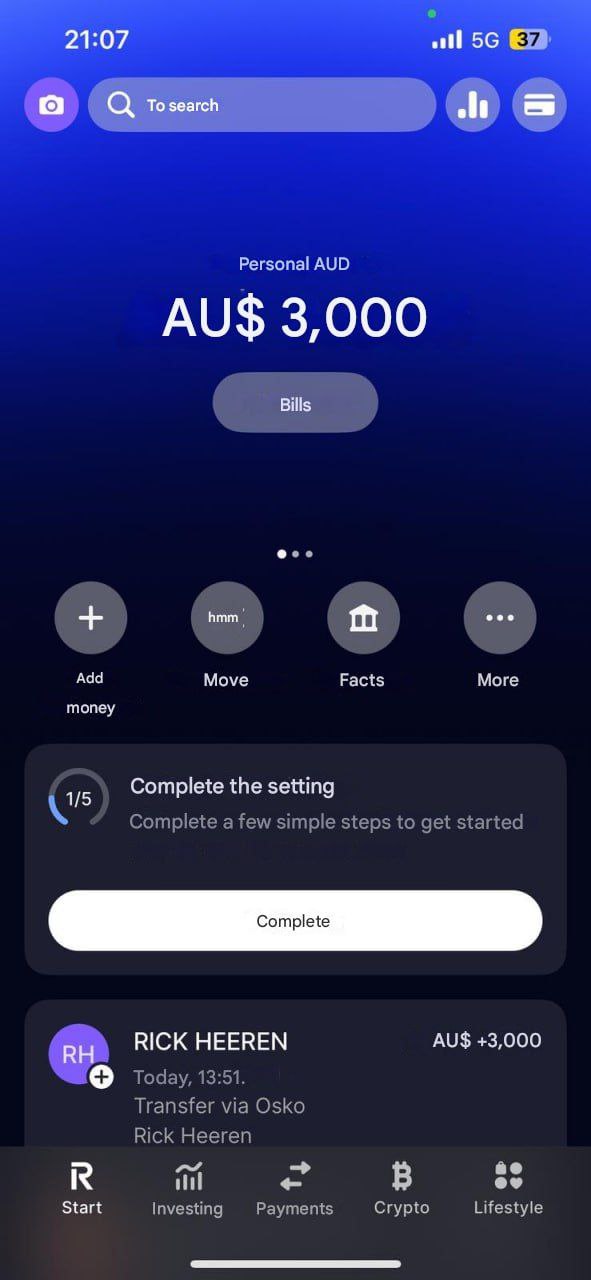 21:07
5G 37
To search
Personal AUD
AU$ 3,000
Bills
Add
money
hmm
Move
Facts
More
1/5
Complete the setting
Complete a few simple steps to get started
Complete
RH
RICK HEEREN
AU$ +3,000
Today, 13:51.
Transfer via Osko
Rick Heeren
Start
Investing
Payments
Crypto
Lifestyle